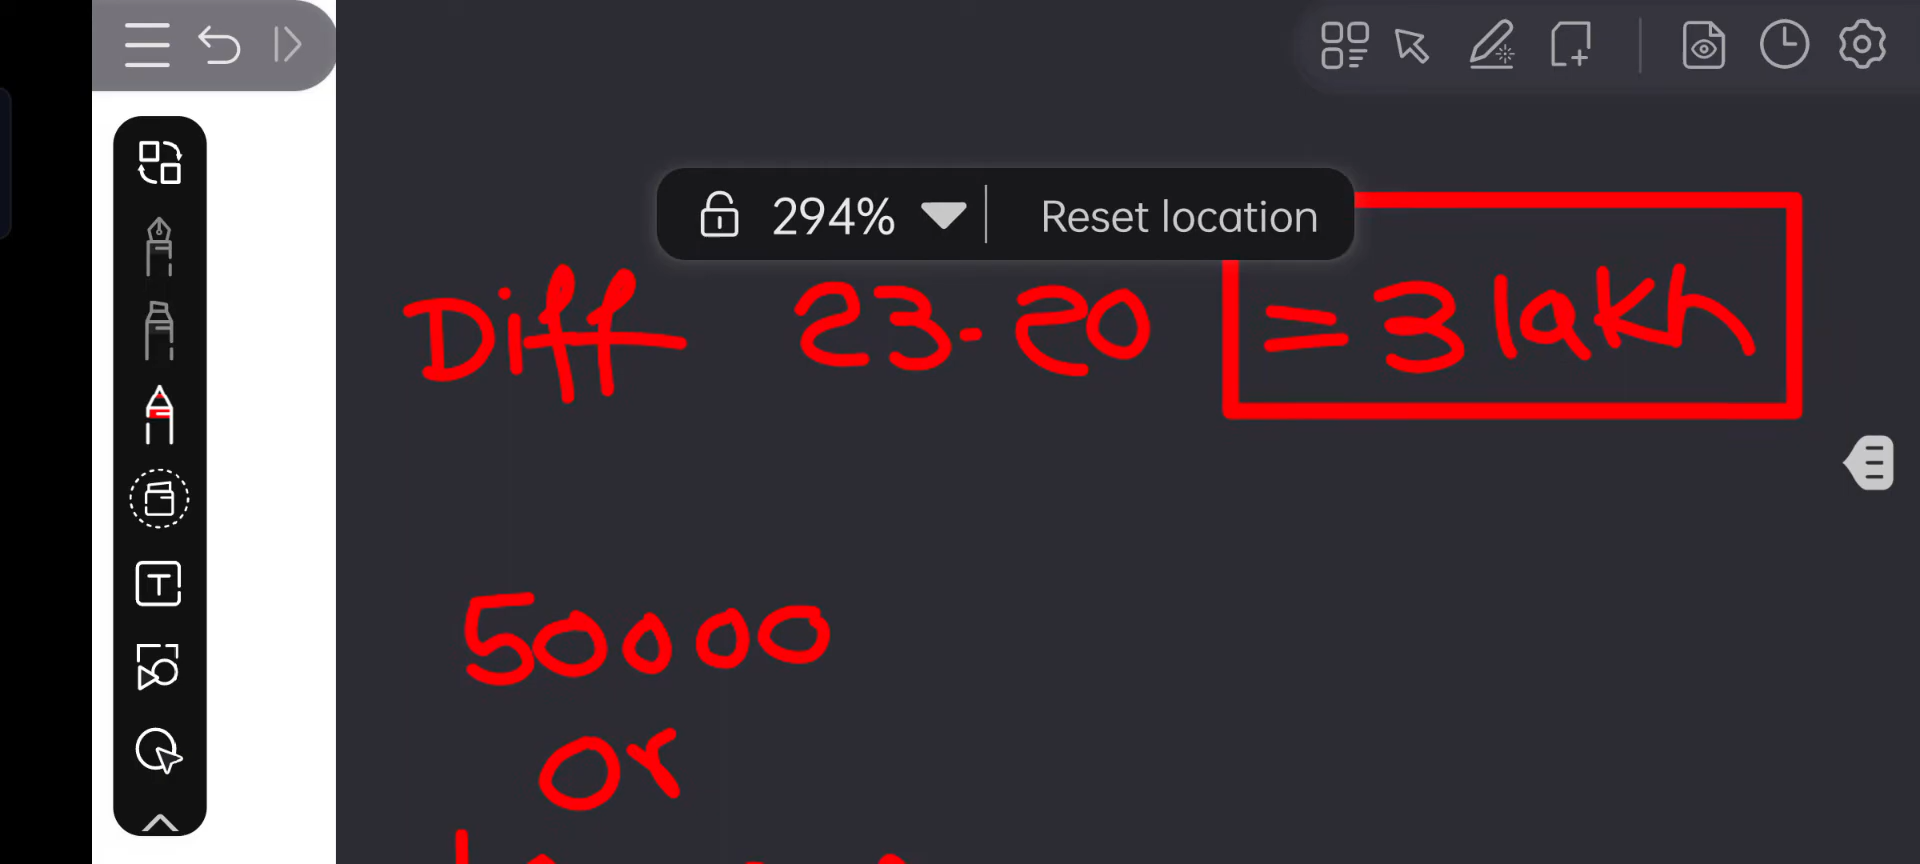 294% Reset location
Diff 23-20 = 3 lakh
50000
or